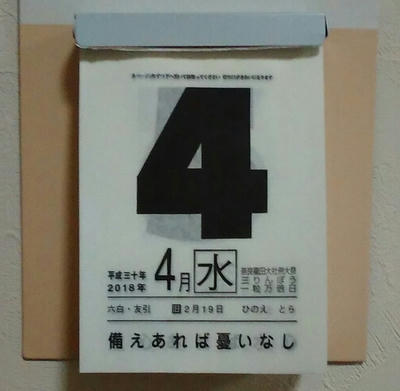 4
平成三十年
2018年
4月
水
三りんぼう
一粒万倍日
六白・友引
旧2月19日
ひのえ とら
備えあれば憂いなし